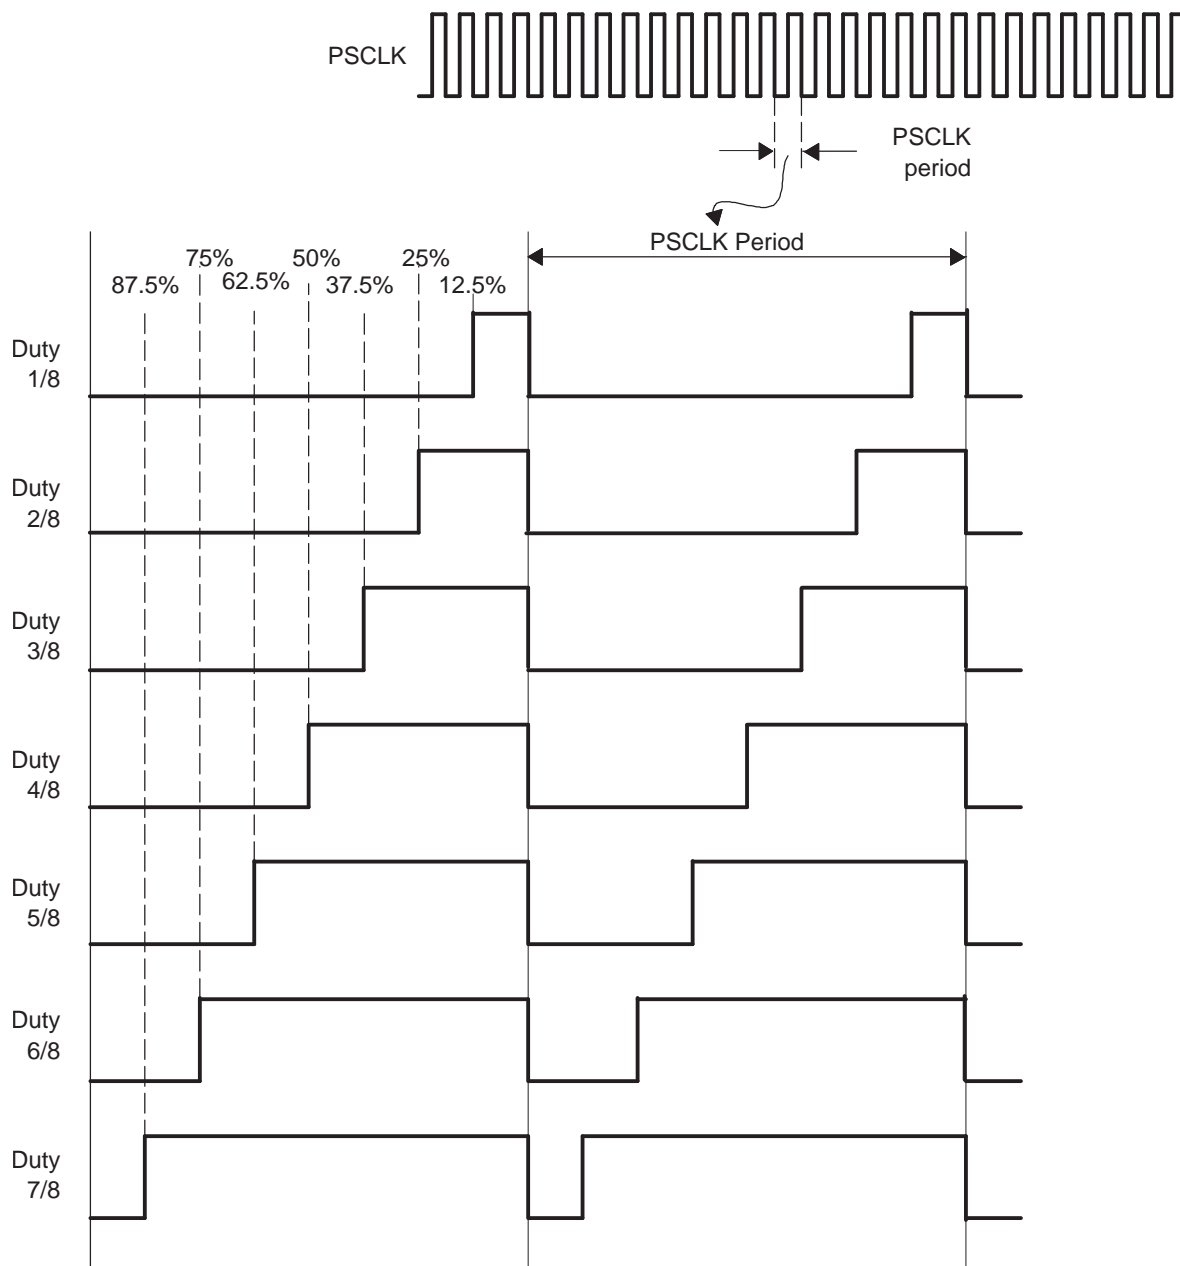 PSCLK
PSCLK
period
PSCLK Period
75%
50%
25%
87.5%
62.5%
37.5%
12.5%
Duty
1/8
Duty
2/8
Duty
3/8
Duty
4/8
Duty
5/8
Duty
6/8
Duty
7/8